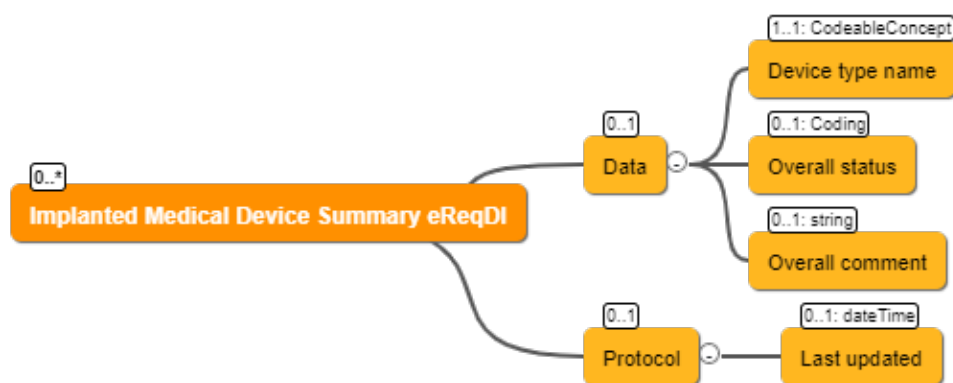 0..*
Implanted Medical Device Summary eReqDI
0..1
Data
1..1: CodeableConcept
Device type name
0..1: Coding
Overall status
0..1: string
Overall comment
0..1
Protocol
0..1: dateTime
Last updated